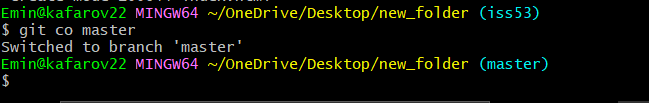 Emin@kafarov22 MINGW64 ~/OneDrive/Desktop/new_folder (iss53)
$ git co master
Switched to branch 'master'
Emin@kafarov22 MINGW64 ~/OneDrive/Desktop/new_folder (master)
$